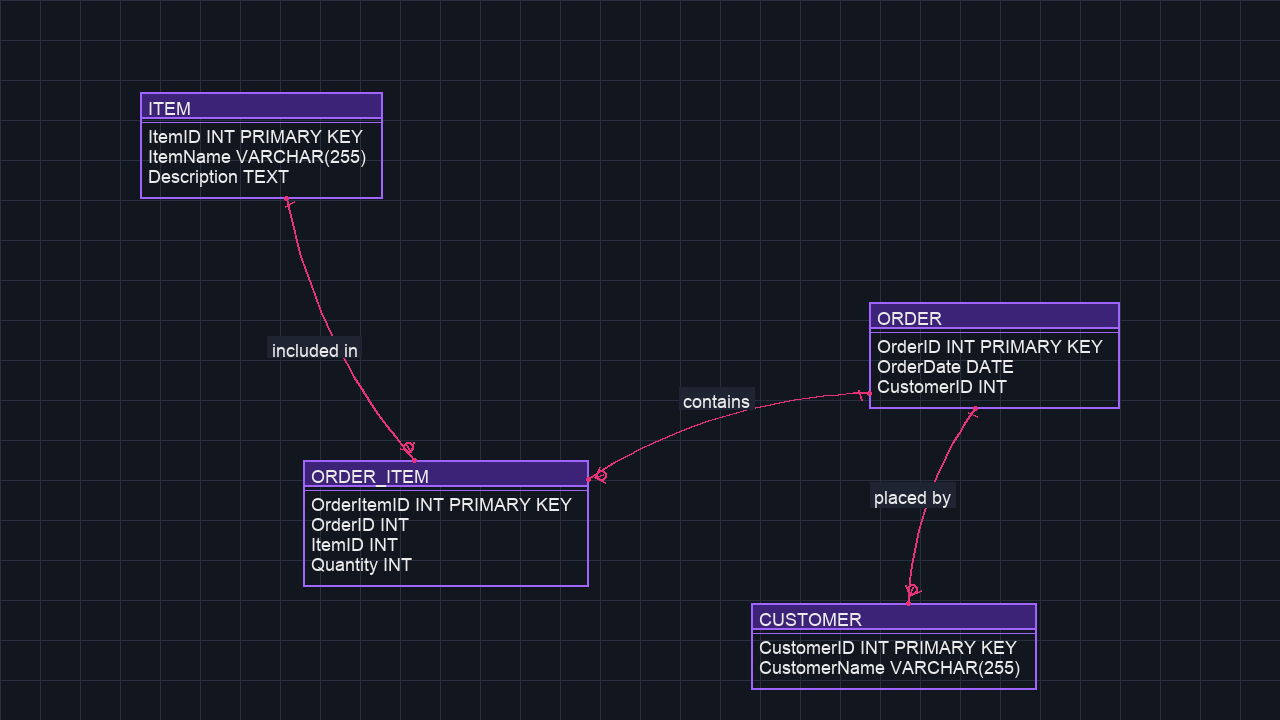 ITEM
ItemID INT PRIMARY KEY
ItemName VARCHAR(255)
Description TEXT
included in
ORDER
OrderID INT PRIMARY KEY
OrderDate DATE
CustomerID INT
contains
ORDER_ITEM
OrderItemID INT PRIMARY KEY
OrderID INT
ItemID INT
Quantity INT
placed by
CUSTOMER
CustomerID INT PRIMARY KEY
CustomerName VARCHAR(255)